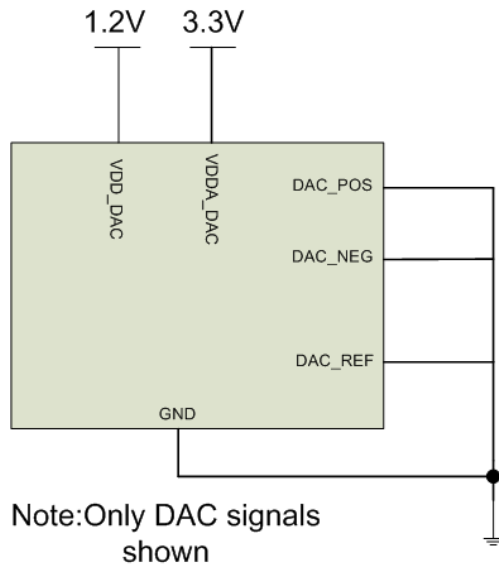 1.2V 3.3V
VDD_DAC
VDDA_DAC
DAC_POS
DAC_NEG
DAC_REF
GND
Note:Only DAC signals
shown